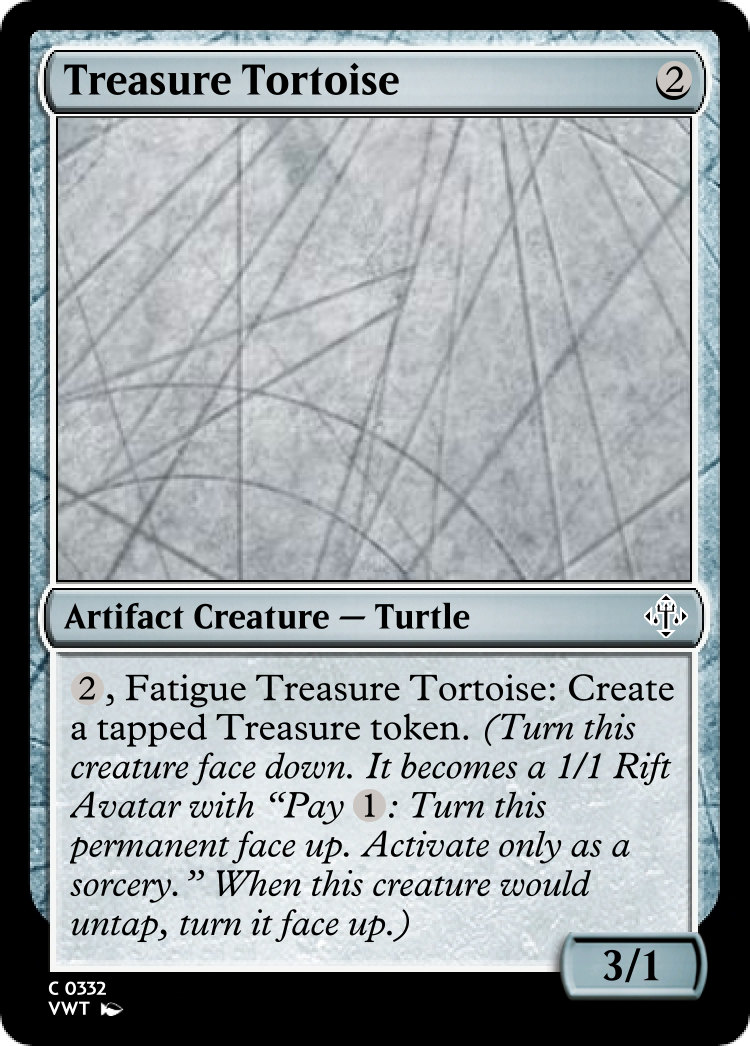 Treasure Tortoise 2
Artifact Creature — Turtle
2, Fatigue Treasure Tortoise: Create
a tapped Treasure token. (Turn this
creature face down. It becomes a 1/1 Rift
Avatar with “Pay 1: Turn this
permanent face up. Activate only as a
sorcery.” When this creature would
untap, turn it face up.)
3/1
C 0332
VWT